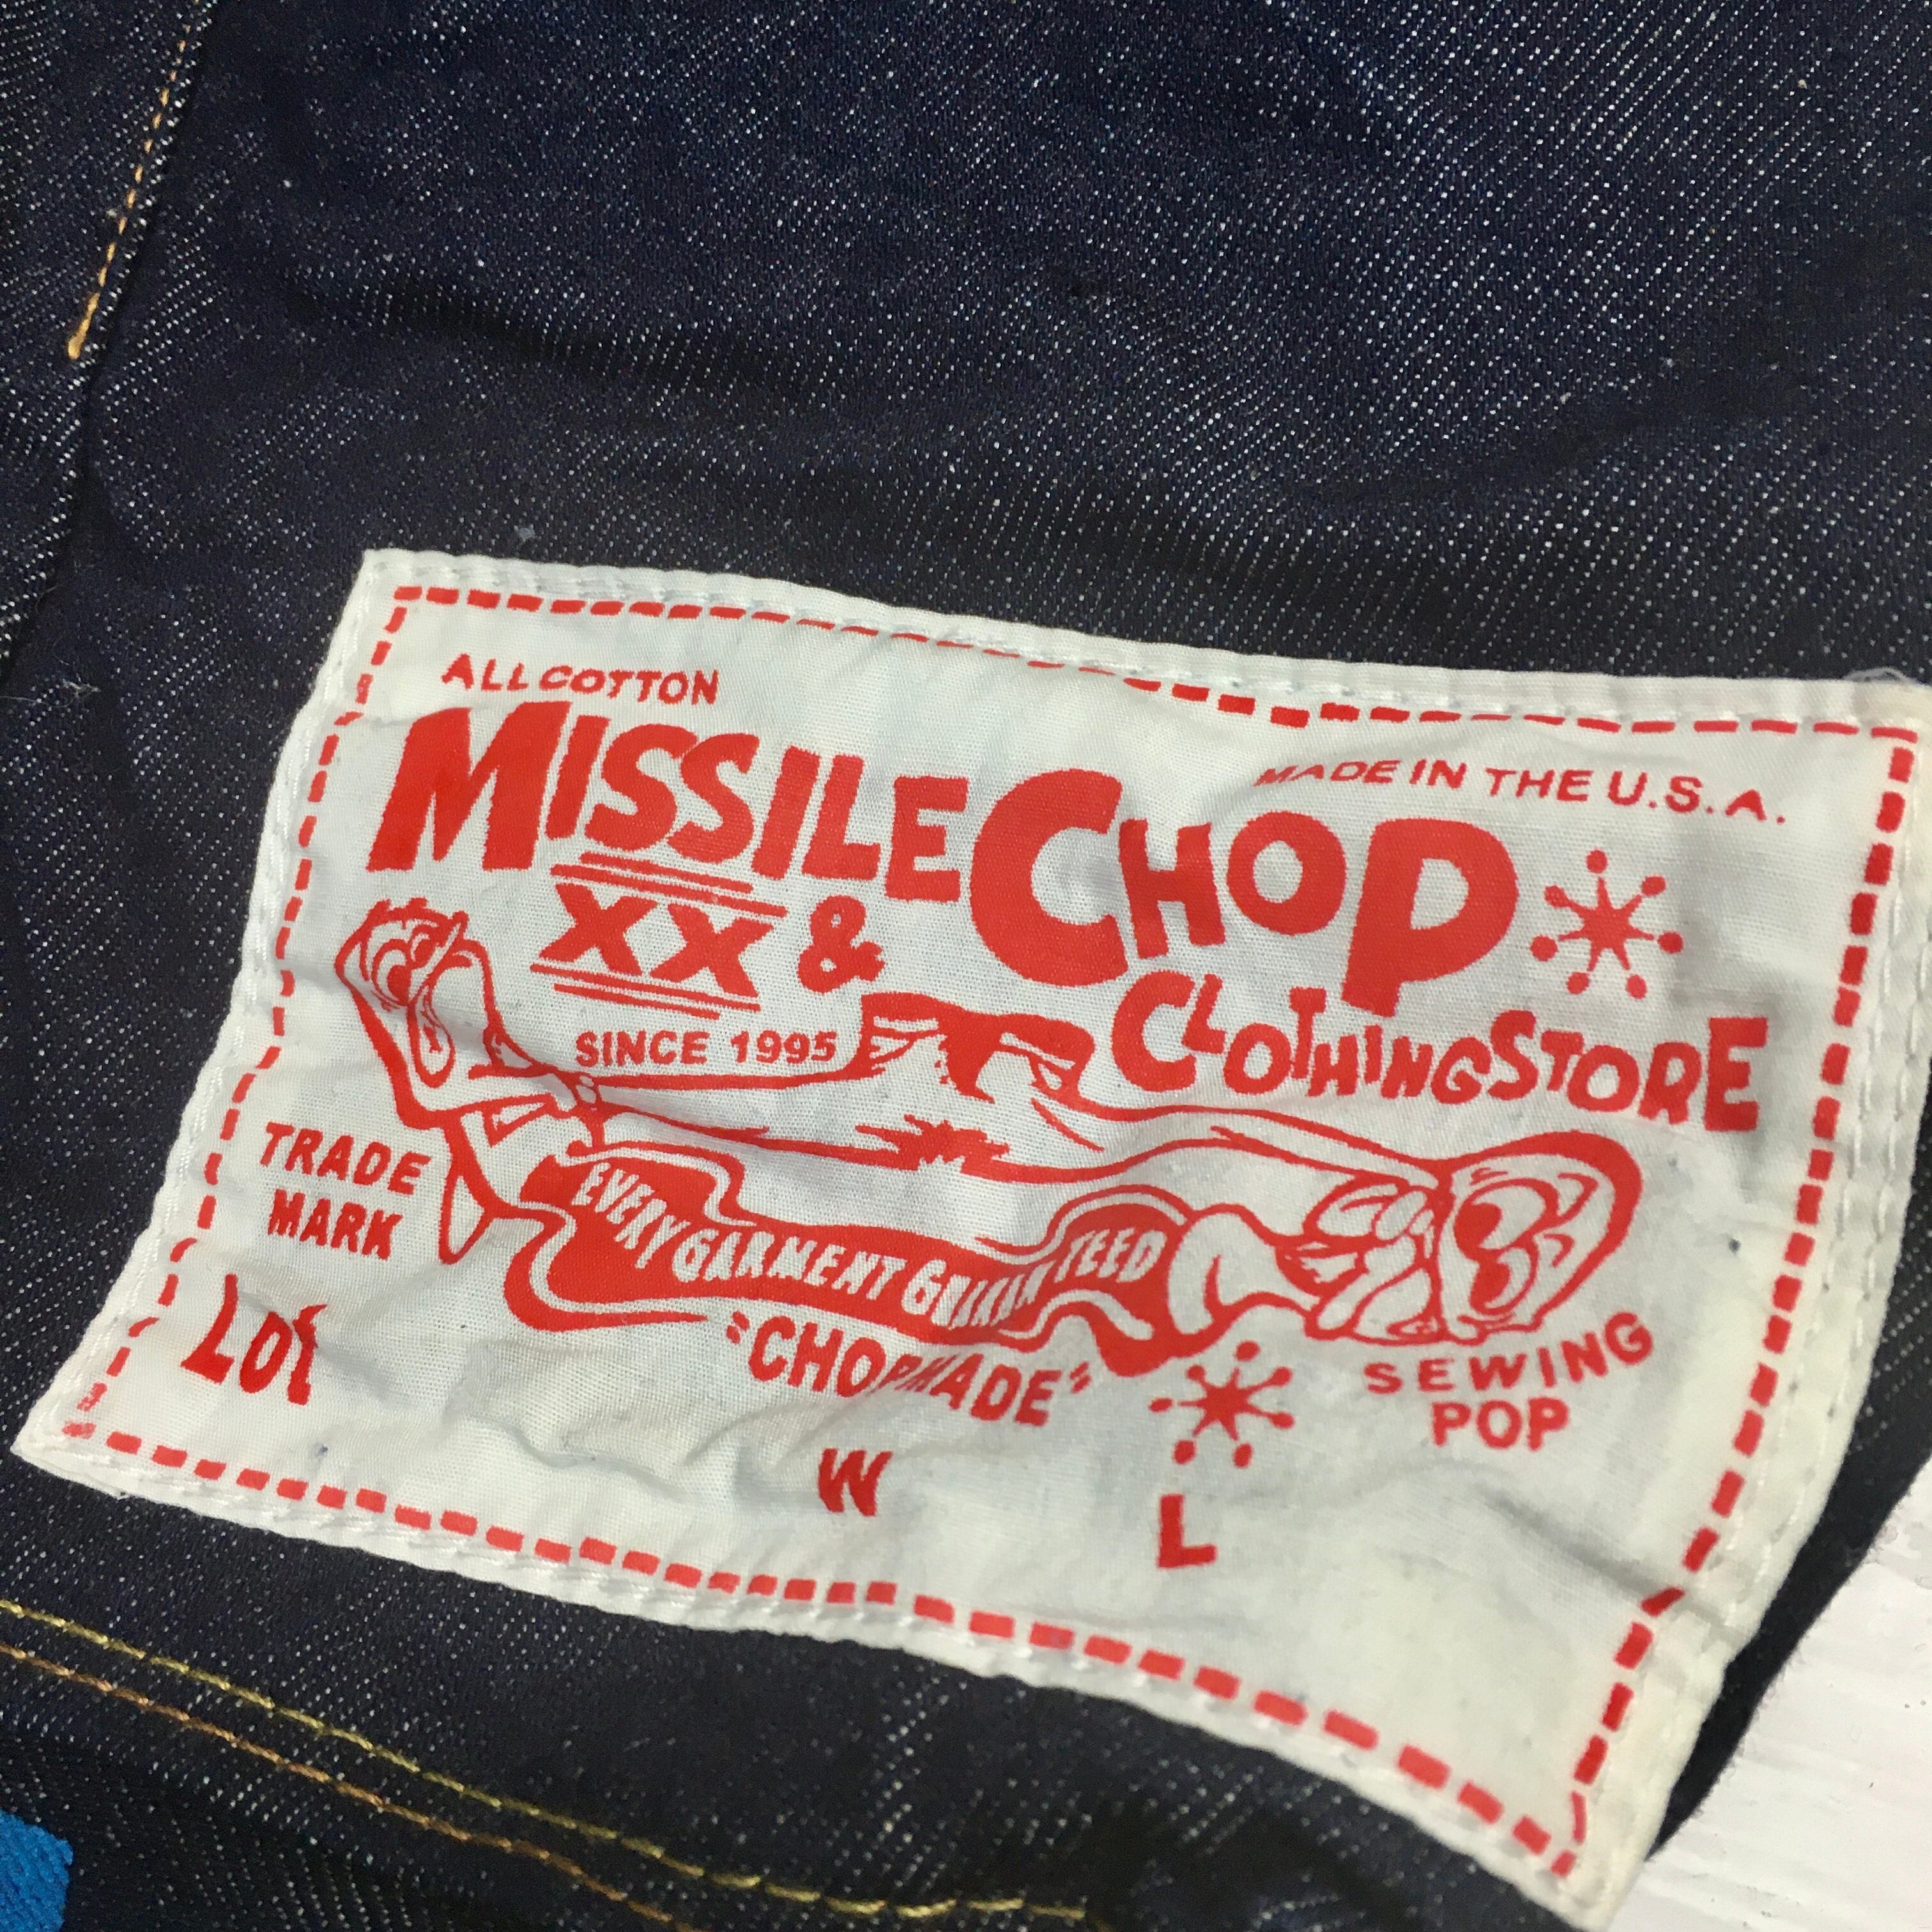 ALL COTTON
MADE IN THE U.S.A.
MISSILE CHOP
XX &
CLOTHING STORE
SINCE 1995
TRADE
MARK
EVERY GARMENT GUARANTEED
LOT
"CHOPMADE"
SEWING
POP
W
L